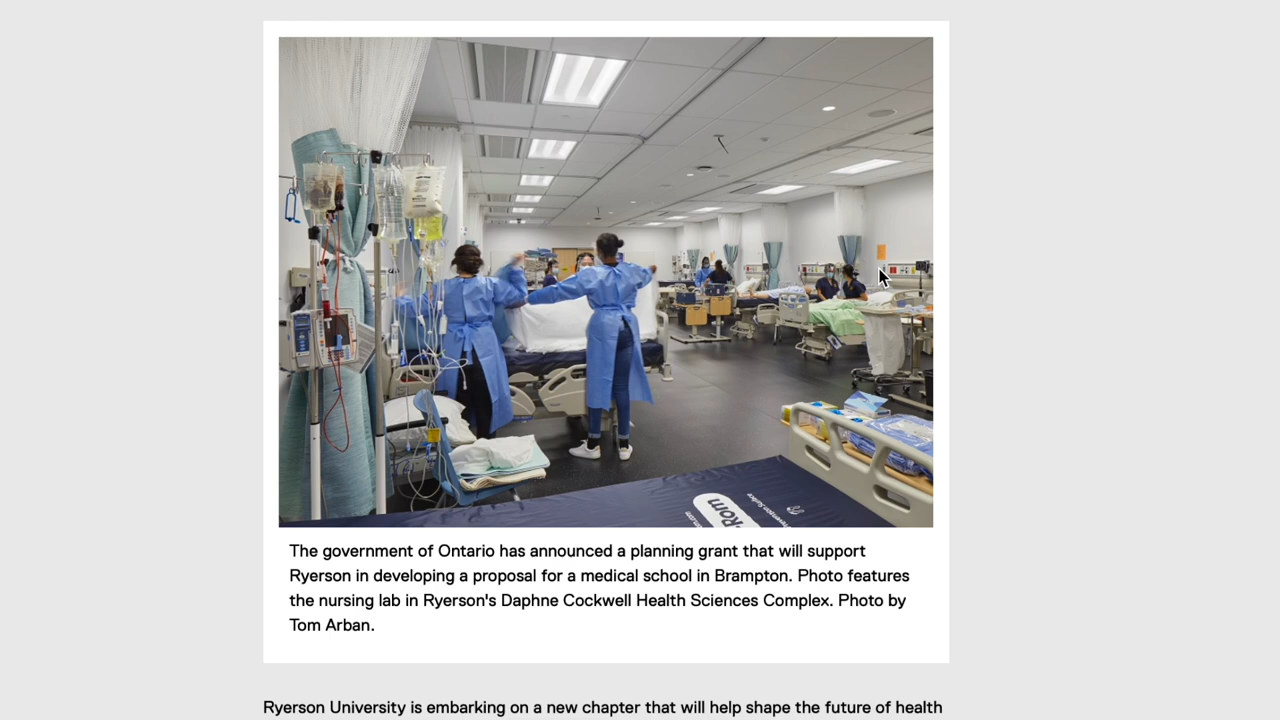 Rom
The government of Ontario has announced a planning grant that will support
Ryerson in developing a proposal for a medical school in Brampton. Photo features
the nursing lab in Ryerson's Daphne Cockwell Health Sciences Complex. Photo by
Tom Arban.
Ryerson University is embarking on a new chapter that will help shape the future of health